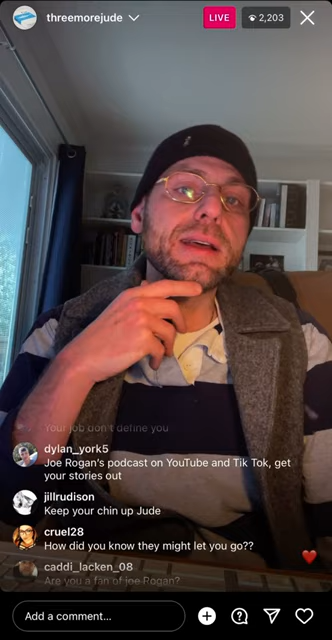 threemorejude
LIVE
2,203
Your job don't define you
dylan_york5
Joe Rogan's podcast on YouTube and Tik Tok, get
your stories out
jillrudison
Keep your chin up Jude
cruel28
How did you know they might let you go??
caddi_lacken_08
Are you a fan of joe Rogan?
Add a comment...